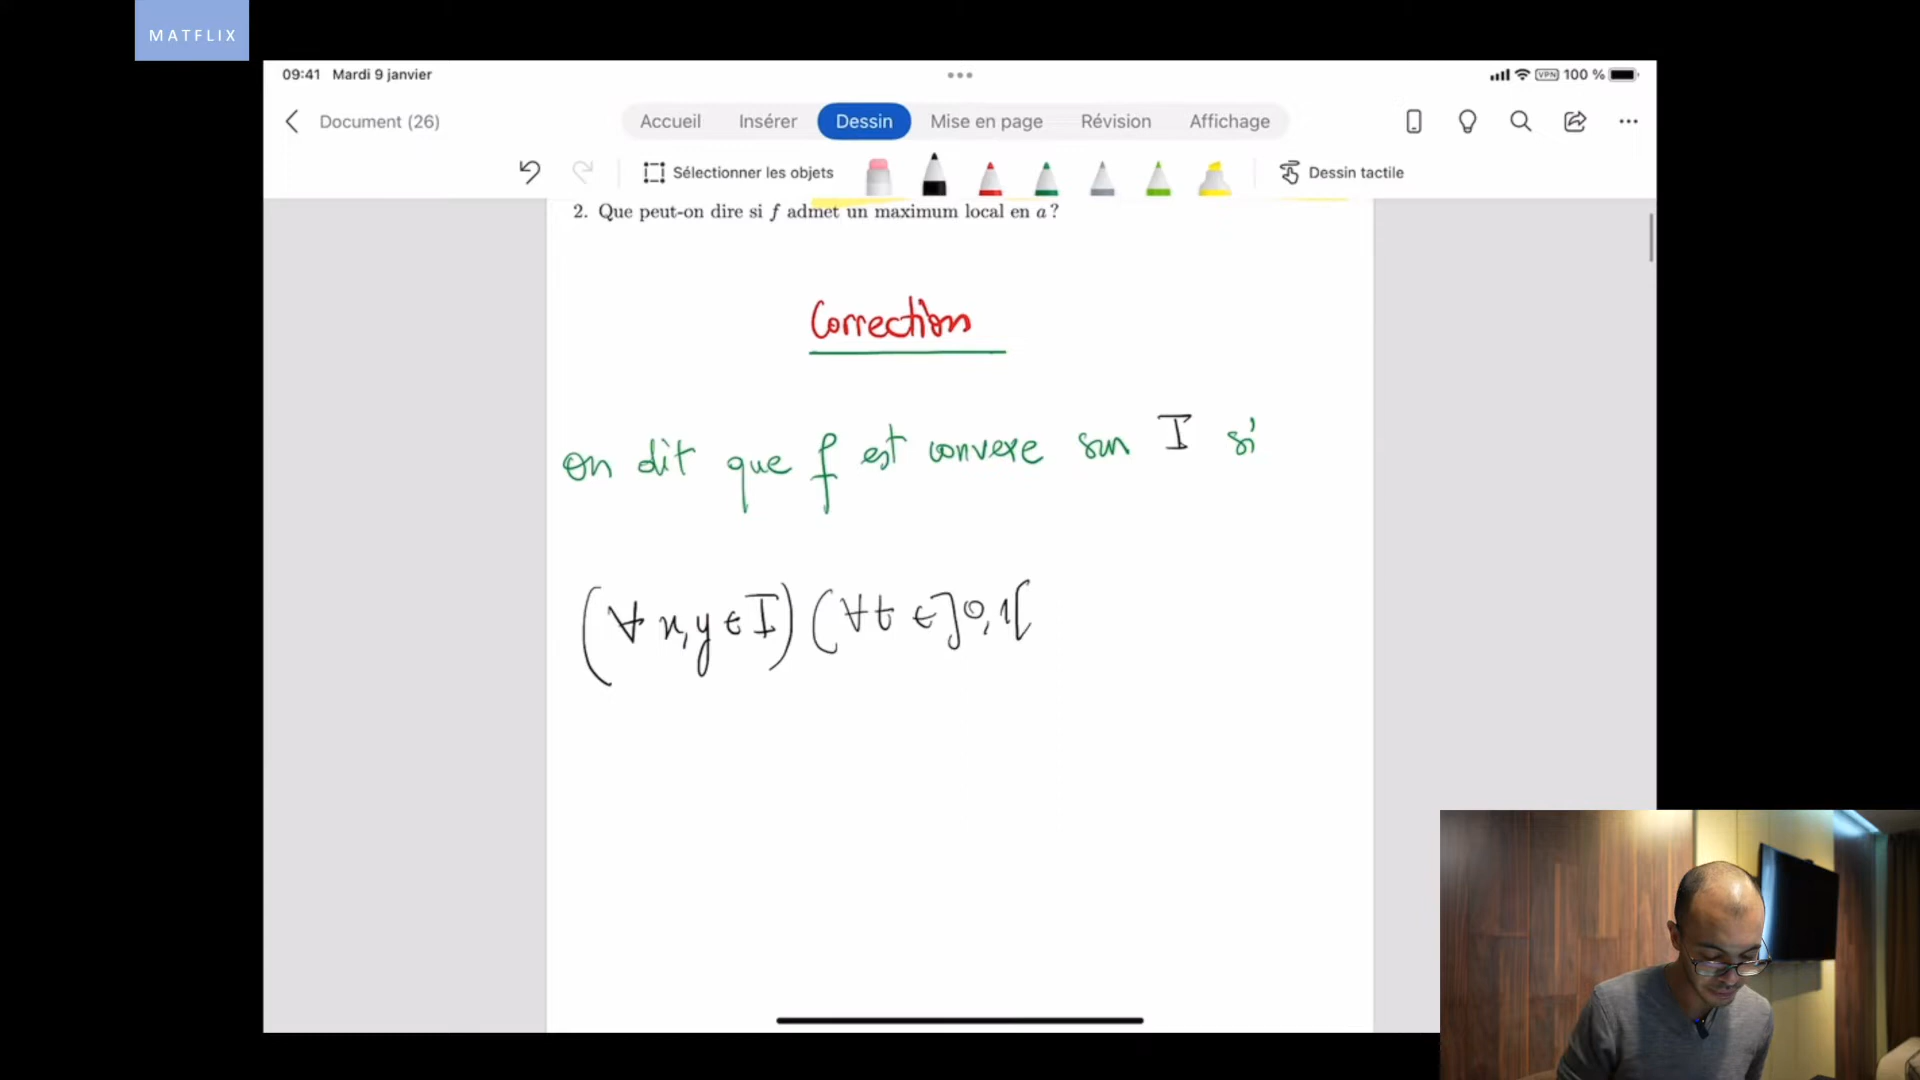 MATFLIX
09:41 Mardi 9 janvier
VPN 100 %
Document (26)
Accueil Insérer Dessin Mise en page Révision Affichage
Sélectionner les objets
Dessin tactile
2. Que peut-on dire si f admet un maximum local en a ?
Correction
on dit que f est convexe sur I si
(∀ x,y ∈ I) (∀t ∈ ]0,1[